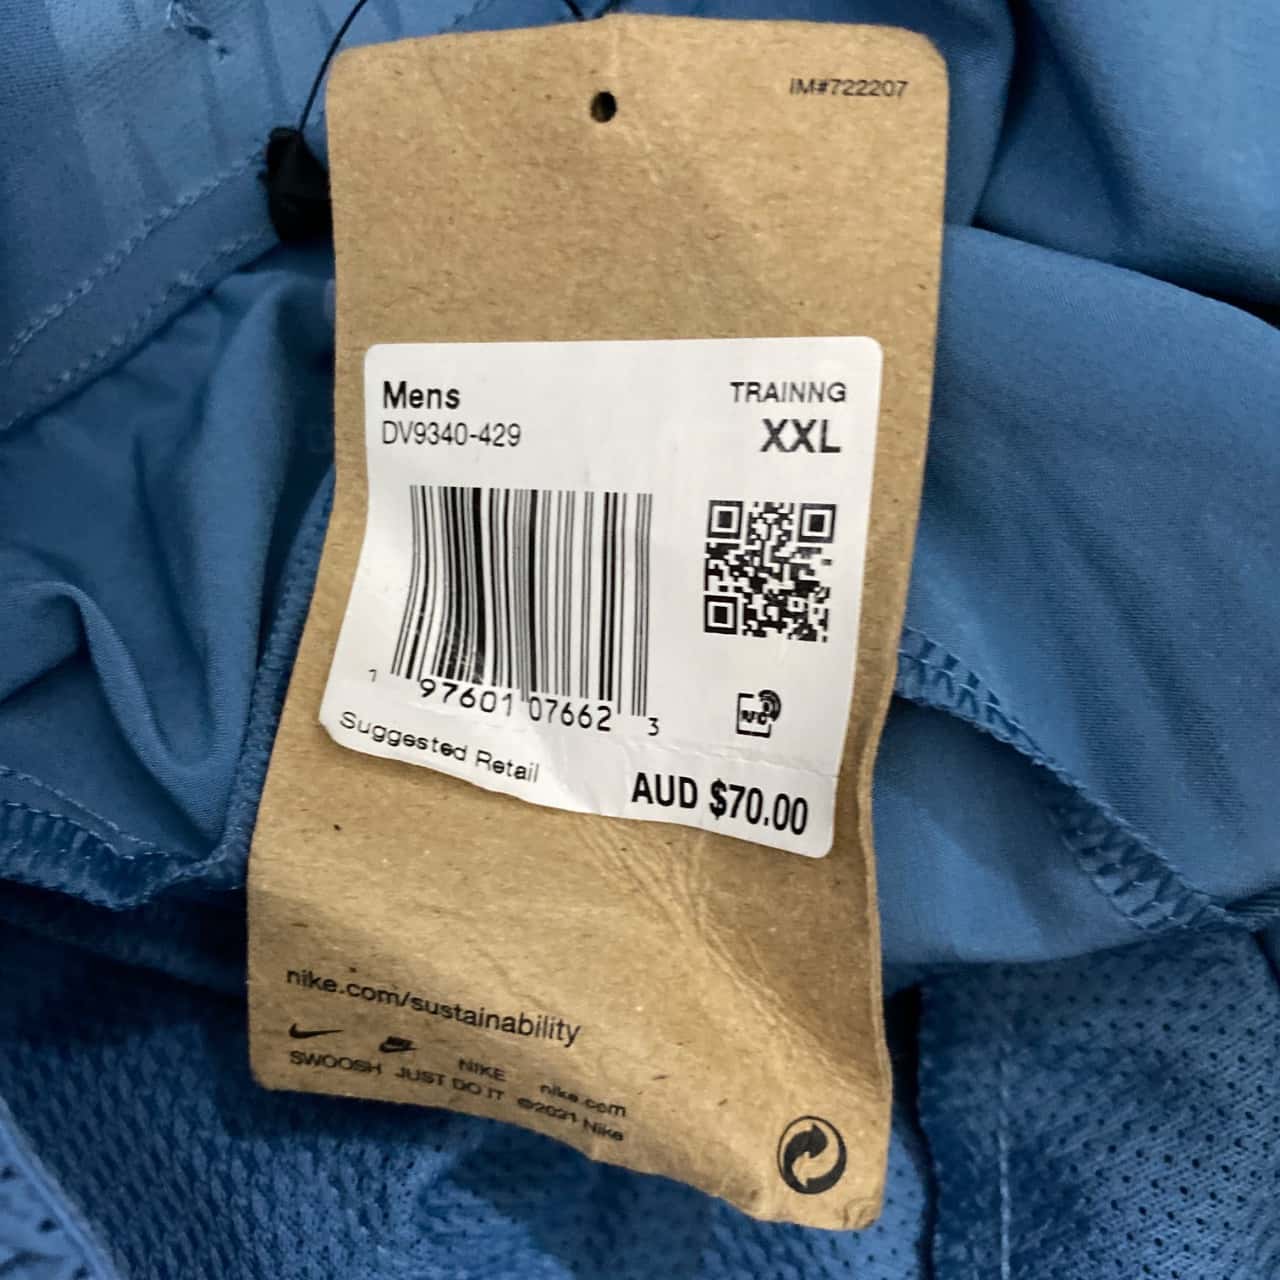 IM#722207
Mens
TRAINNG
DV9340-429
XXL
1 97601 07662 3
NFC
Suggested Retail
AUD $70.00
nike.com/sustainability
NIKE
nike.com
SWOOSH JUST DO IT ©2021 Nike